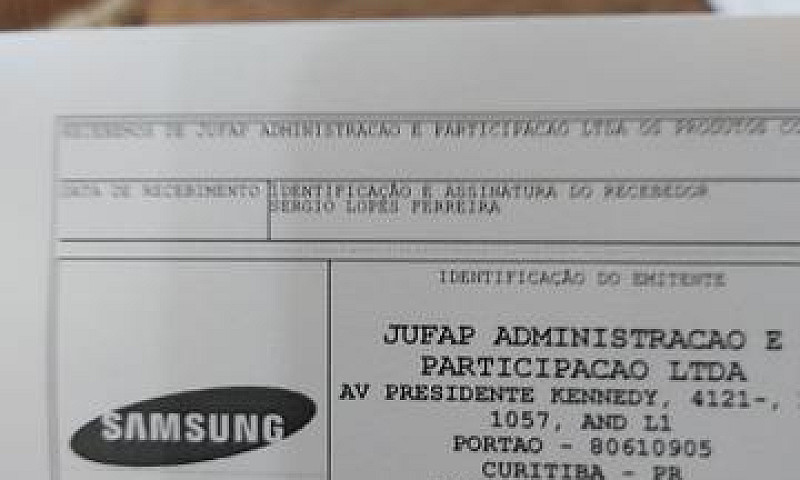 RECEBEMOS DE JUFAP ADMINISTRACAO E PARTICIPACAO LTDA OS PRODUTOS CO
DATA DE RECEBIMENTO
IDENTIFICAÇÃO E ASSINATURA DO RECEBEDOR
SERGIO LOPES FERREIRA
IDENTIFICAÇÃO DO EMITENTE
JUFAP ADMINISTRACAO E
PARTICIPACAO LTDA
AV PRESIDENTE KENNEDY, 4121-,
1057, AND L1
PORTAO - 80610905
CURITIBA - PR
SAMSUNG